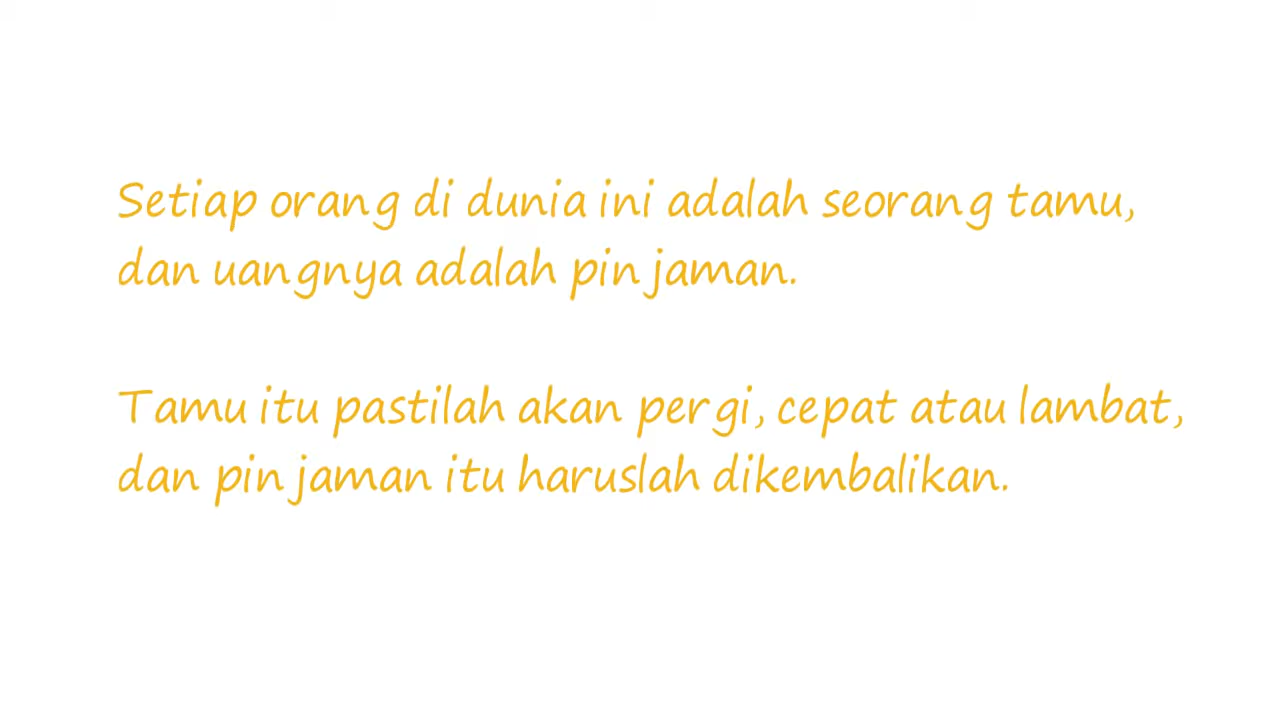 Setiap orang di dunia ini adalah seorang tamu,
dan uangnya adalah pinjaman.
Tamu itu pastilah akan pergi, cepat atau lambat,
dan pinjaman itu haruslah dikembalikan.